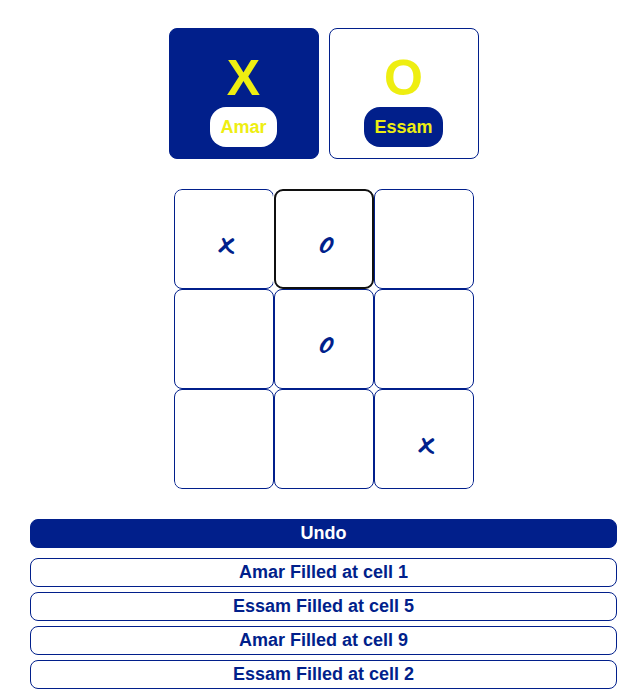 X O
Amar Essam
x o
o
x
Undo
Amar Filled at cell 1
Essam Filled at cell 5
Amar Filled at cell 9
Essam Filled at cell 2